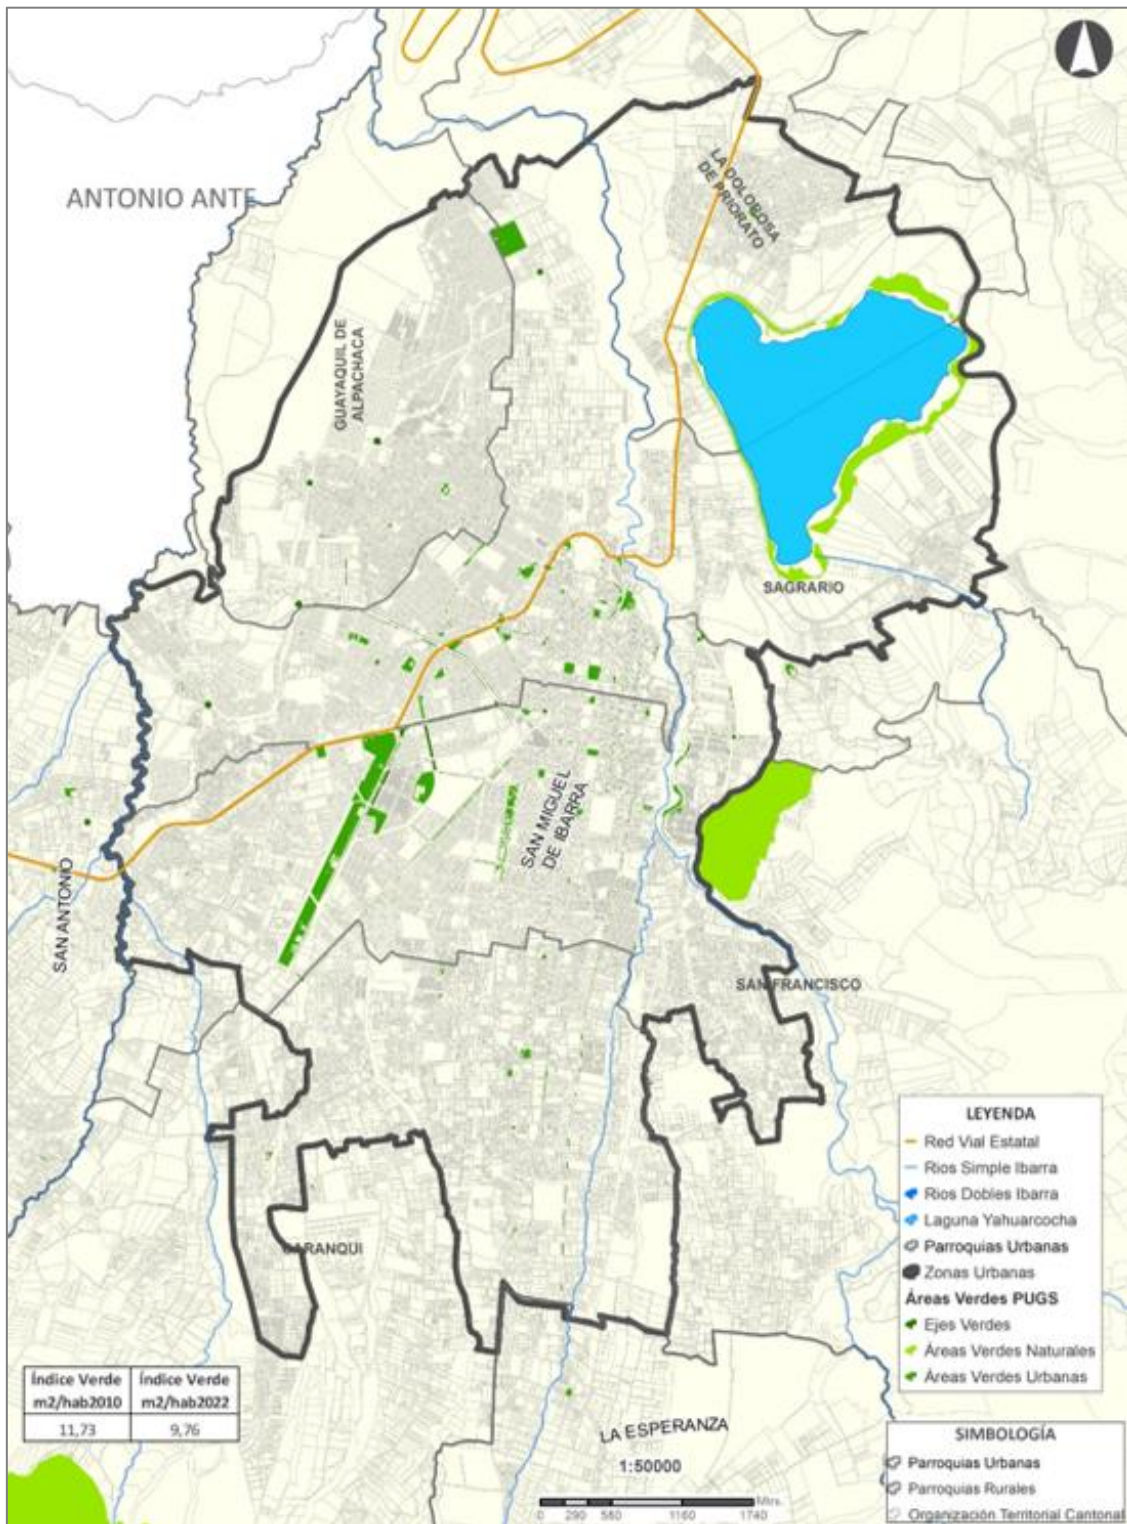 ANTONIO ANTE
LA DOLOROSA
DE PRIORATO
GUAYAQUIL DE
ALPACHACA
SAGRARIO
SAN MIGUEL
DE IBARRA
SAN ANTONIO
SAN FRANCISCO
CARANQUI
LA ESPERANZA
1:50000
0 290 580 1160 1740 Mtrs.
Índice Verde m2/hab2010
Índice Verde m2/hab2022
11,73
9,76
LEYENDA
Red Vial Estatal
Rios Simple Ibarra
Rios Dobles Ibarra
Laguna Yahuarcocha
Parroquias Urbanas
Zonas Urbanas
Áreas Verdes PUGS
Ejes Verdes
Áreas Verdes Naturales
Áreas Verdes Urbanas
SIMBOLOGÍA
Parroquias Urbanas
Parroquias Rurales
Organización Territorial Cantonal